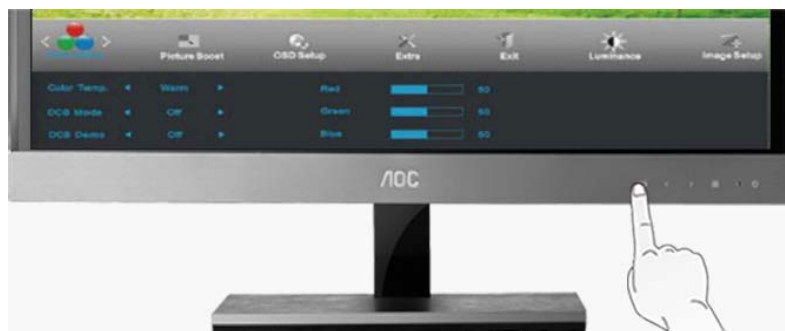 Picture Boost
OSD Setup
Extra
Exit
Luminance
Image Setup
Color Temp. Warm Red 50
DCB Mode Off Green 50
DCB Demo Off Blue 50
AOC